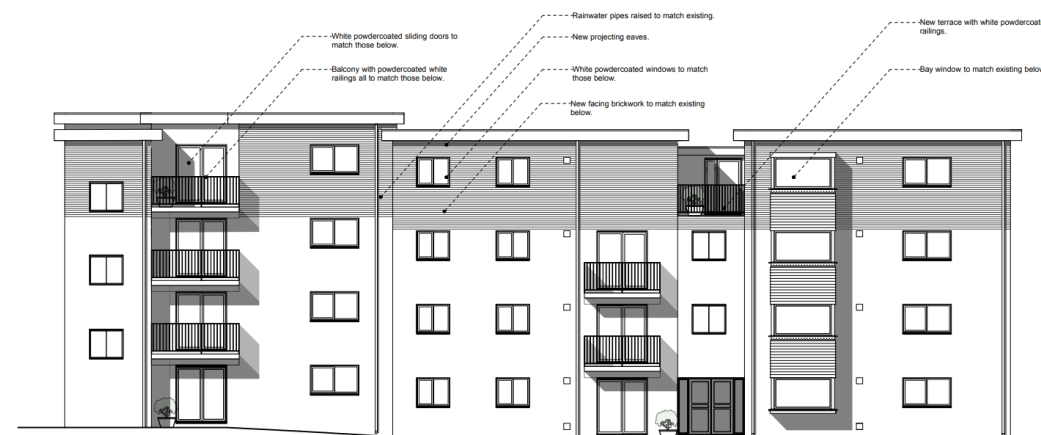 Rainwater pipes raised to match existing.
New terrace with white powdercoat
railings.
White powdercoated sliding doors to
match those below.
New projecting eaves.
Balcony with powdercoated white
railings all to match those below.
White powdercoated windows to match
those below.
Bay window to match existing below
New facing brickwork to match existing
below.